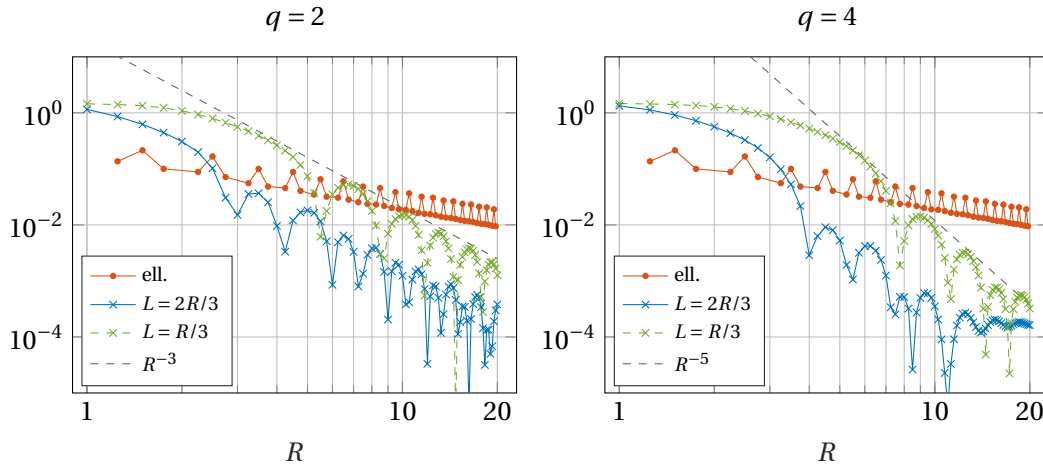 q = 2
10^0
10^{-2}
10^{-4}
ell.
L = 2R/3
L = R/3
R^{-3}
1
10
20
R
q = 4
10^0
10^{-2}
10^{-4}
ell.
L = 2R/3
L = R/3
R^{-5}
1
10
20
R